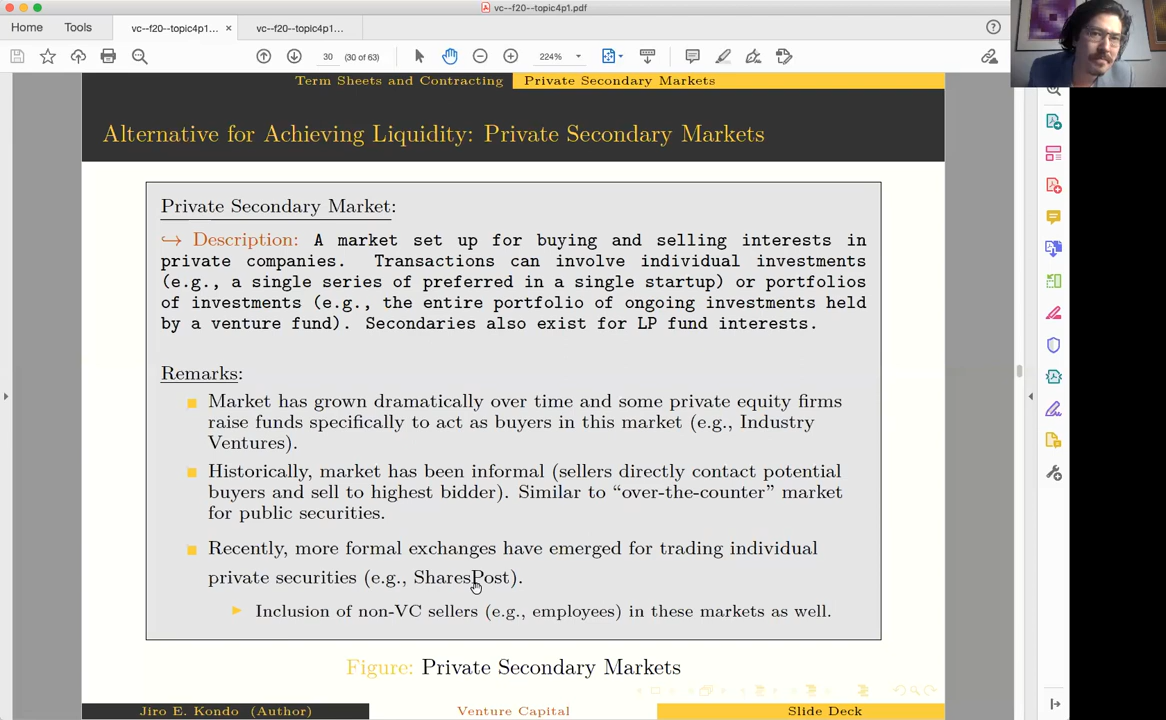 vc--f20--topic4p1.pdf
Home
Tools
vc--f20--topic4p1... ×
vc--f20--topic4p1...
30
(30 of 63)
224%
Term Sheets and Contracting
Private Secondary Markets
Alternative for Achieving Liquidity: Private Secondary Markets
Private Secondary Market:
↪ Description: A market set up for buying and selling interests in
private companies. Transactions can involve individual investments
(e.g., a single series of preferred in a single startup) or portfolios
of investments (e.g., the entire portfolio of ongoing investments held
by a venture fund). Secondaries also exist for LP fund interests.
Remarks:
Market has grown dramatically over time and some private equity firms
raise funds specifically to act as buyers in this market (e.g., Industry
Ventures).
Historically, market has been informal (sellers directly contact potential
buyers and sell to highest bidder). Similar to “over-the-counter” market
for public securities.
Recently, more formal exchanges have emerged for trading individual
private securities (e.g., SharesPost).
Inclusion of non-VC sellers (e.g., employees) in these markets as well.
Figure: Private Secondary Markets
Jiro E. Kondo (Author)
Venture Capital
Slide Deck